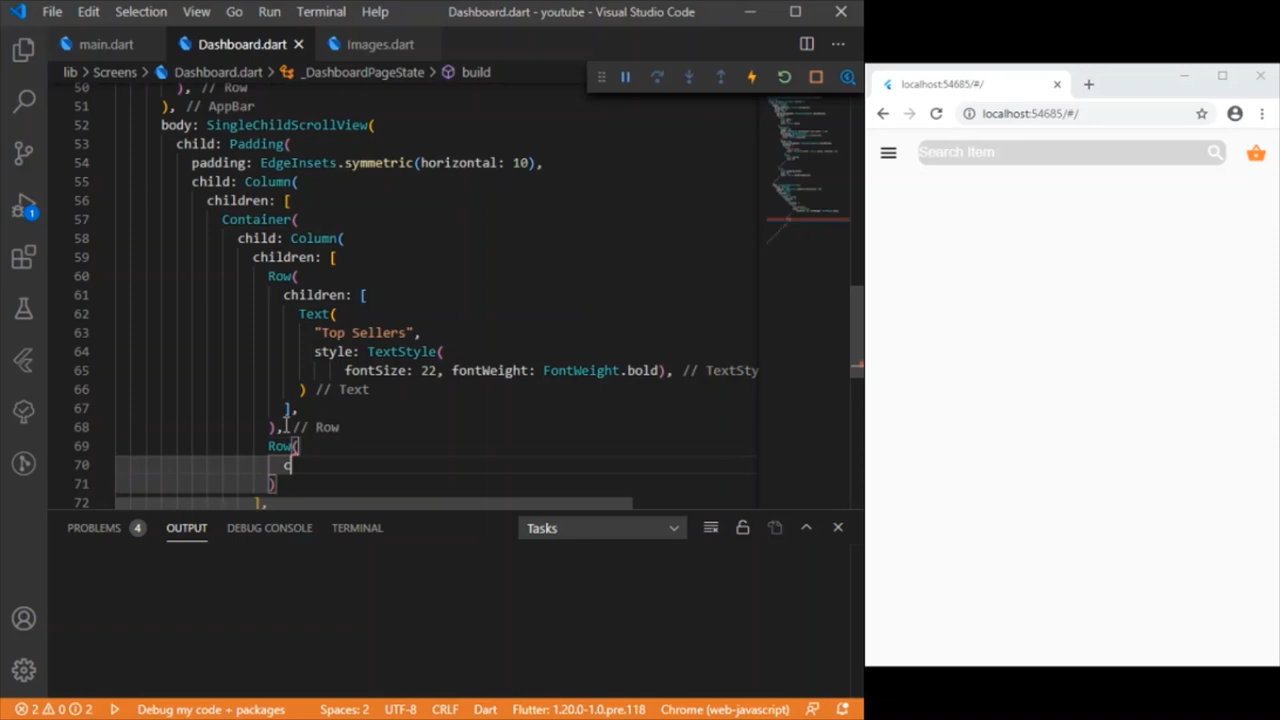 File Edit Selection View Go Run Terminal Help Dashboard.dart - youtube - Visual Studio Code
main.dart Dashboard.dart Images.dart
lib > Screens > Dashboard.dart > _DashboardPageState > build
50 ), // Row
51 ), // AppBar
52 body: SingleChildScrollView(
53 child: Padding(
54 padding: EdgeInsets.symmetric(horizontal: 10),
55 child: Column(
56 children: [
57 Container(
58 child: Column(
59 children: [
60 Row(
61 children: [
62 Text(
63 "Top Sellers",
64 style: TextStyle(
65 fontSize: 22, fontWeight: FontWeight.bold), // TextSty
66 ) // Text
67 ],
68 ), // Row
69 Row(
70 c
71 )
72 ],
PROBLEMS 4 OUTPUT DEBUG CONSOLE TERMINAL Tasks
1
2 0 2 Debug my code + packages Spaces: 2 UTF-8 CRLF Dart Flutter: 1.20.0-1.0.pre.118 Chrome (web-javascript)
localhost:54685/#/
localhost:54685/#/
Search Item